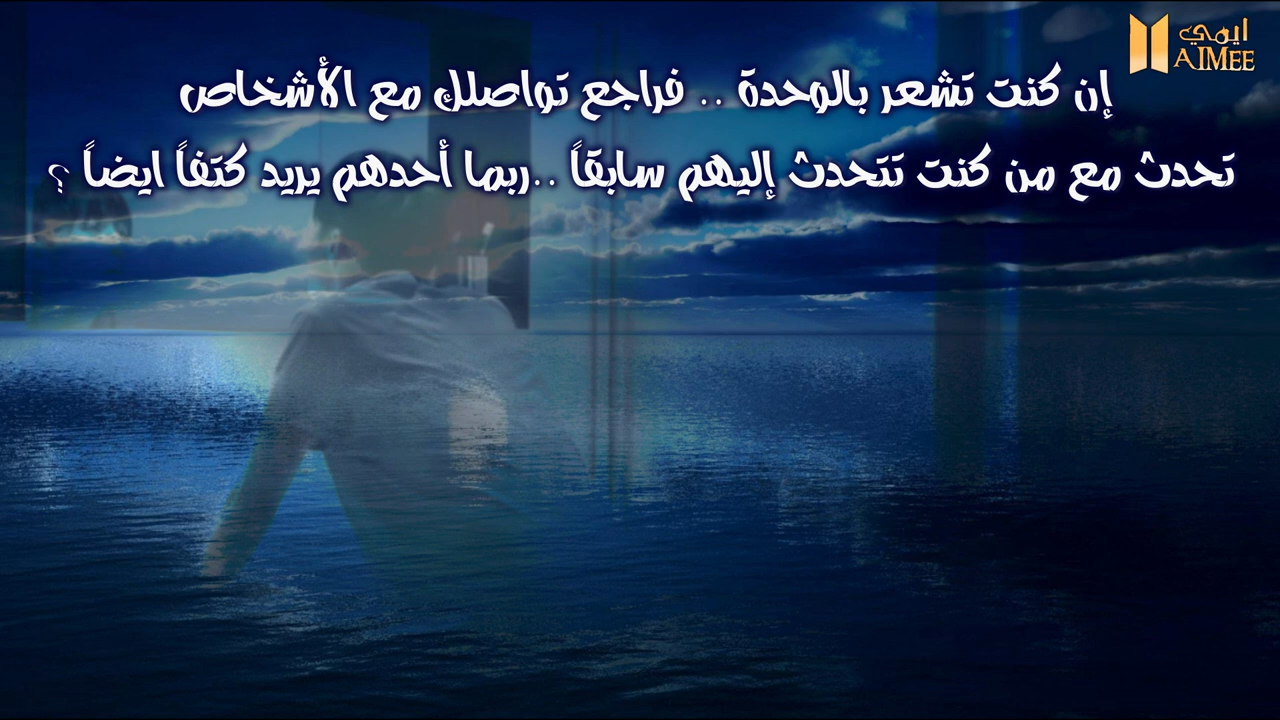 ايمي
AIMEE
إن كنت تشعر بالوحدة .. فراجع تواصلك مع الأشخاص
تحدث مع من كنت تتحدث إليهم سابقاً ..ربما أحدهم يريد كتفاً ايضاً ؟